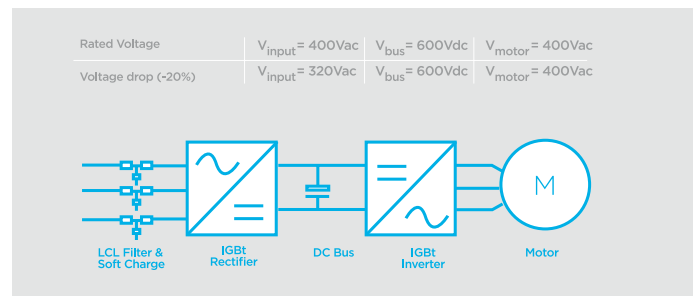 Rated Voltage Vinput= 400Vac Vbus= 600Vdc Vmotor= 400Vac
Voltage drop (-20%) Vinput= 320Vac Vbus= 600Vdc Vmotor= 400Vac
M
LCL Filter &
Soft Charge
IGBt
Rectifier
DC Bus
IGBt
Inverter
Motor